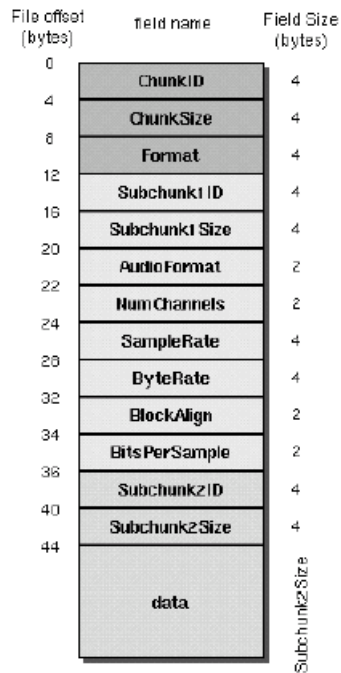 File offset
(bytes)
field name
Field Size
(bytes)
0
ChunkID
4
4
ChunkSize
4
8
Format
4
12
Subchunk1 ID
4
16
Subchunk1 Size
4
20
AudioFormat
2
22
NumChannels
2
24
SampleRate
4
28
ByteRate
4
32
BlockAlign
2
34
BitsPerSample
2
36
Subchunk2ID
4
40
Subchunk2Size
4
44
data
Subchunk2Size